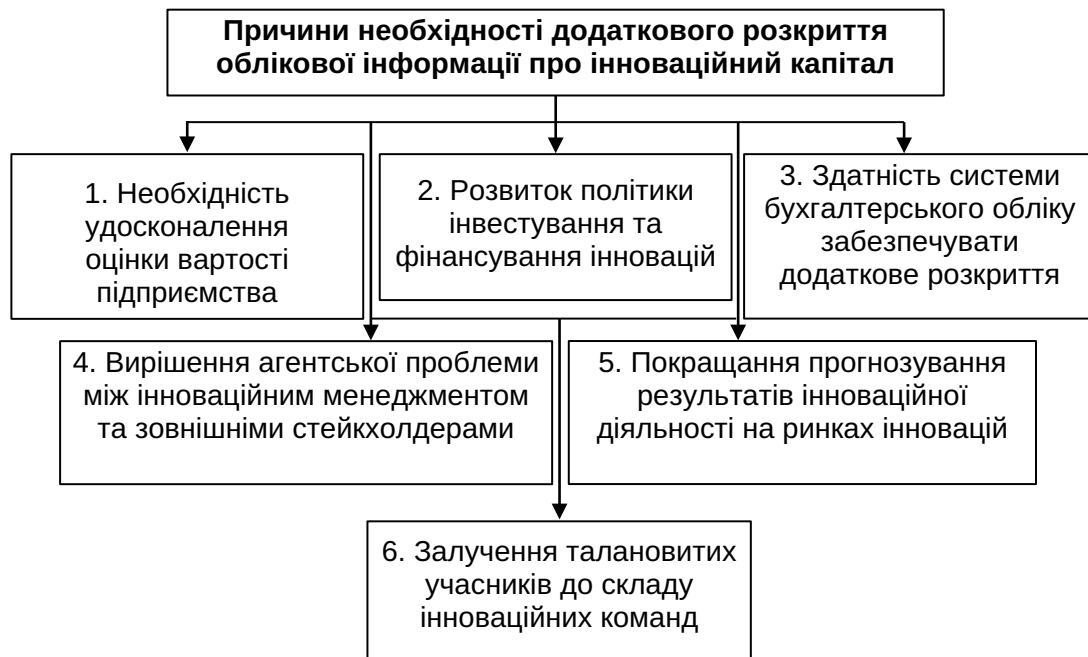 Причини необхідності додаткового розкриття
облікової інформації про інноваційний капітал
1. Необхідність
удосконалення
оцінки вартості
підприємства
2. Розвиток політики
інвестування та
фінансування інновацій
3. Здатність системи
бухгалтерського обліку
забезпечувати
додаткове розкриття
4. Вирішення агентської проблеми
між інноваційним менеджментом
та зовнішніми стейкхолдерами
5. Покращання прогнозування
результатів інноваційної
діяльності на ринках інновацій
6. Залучення талановитих
учасників до складу
інноваційних команд